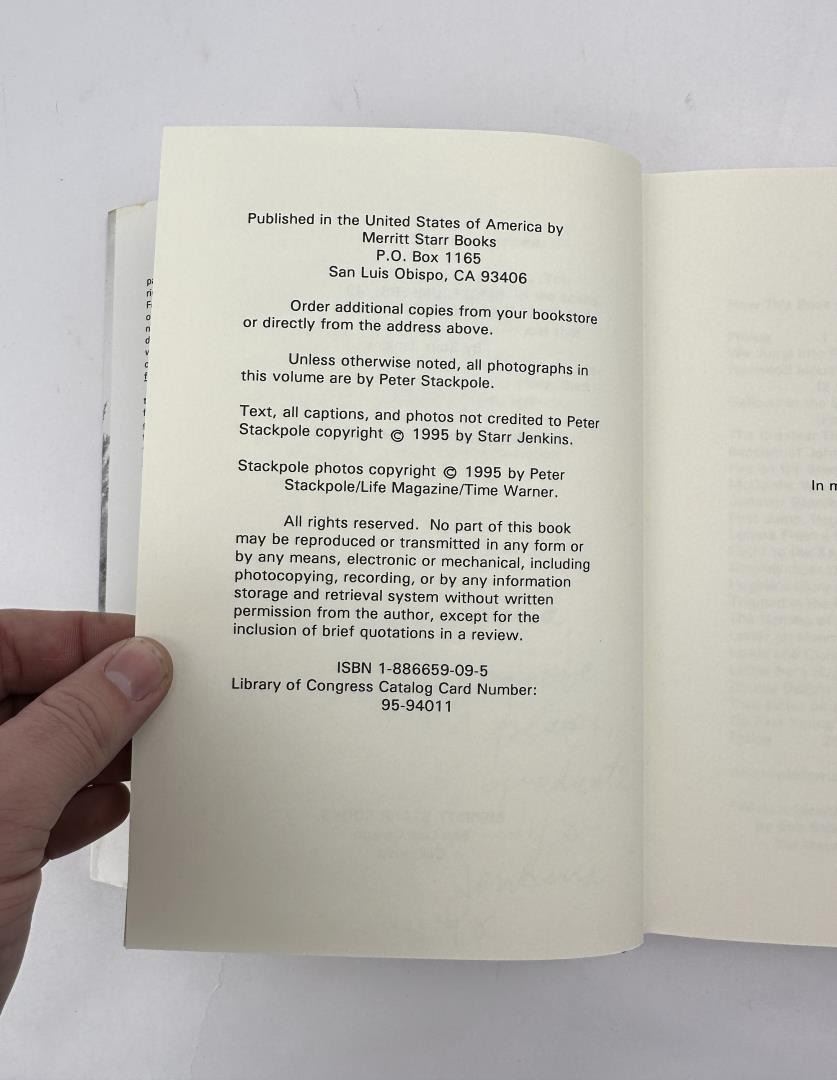 Published in the United States of America by
Merritt Starr Books
P.O. Box 1165
San Luis Obispo, CA 93406
Order additional copies from your bookstore
or directly from the address above.
Unless otherwise noted, all photographs in
this volume are by Peter Stackpole.
Text, all captions, and photos not credited to Peter
Stackpole copyright © 1995 by Starr Jenkins.
Stackpole photos copyright © 1995 by Peter
Stackpole/Life Magazine/Time Warner.
All rights reserved. No part of this book
may be reproduced or transmitted in any form or
by any means, electronic or mechanical, including
photocopying, recording, or by any information
storage and retrieval system without written
permission from the author, except for the
inclusion of brief quotations in a review.
ISBN 1-886659-09-5
Library of Congress Catalog Card Number:
95-94011
In